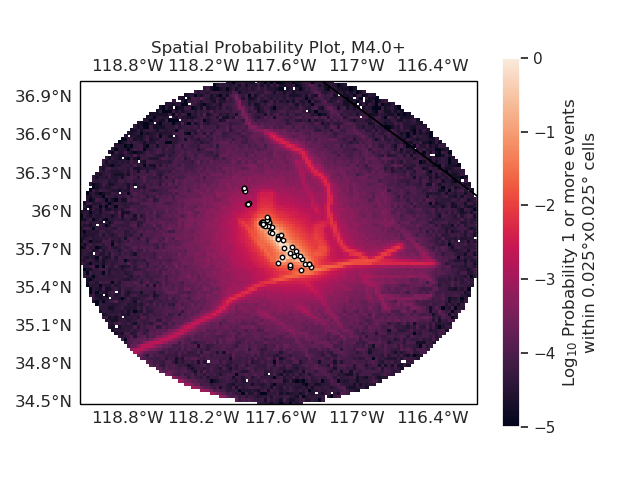 Spatial Probability Plot, M4.0+
118.8°W 118.2°W 117.6°W 117°W 116.4°W
36.9°N
36.6°N
36.3°N
36°N
35.7°N
35.4°N
35.1°N
34.8°N
34.5°N
118.8°W 118.2°W 117.6°W 117°W 116.4°W
0
−1
−2
−3
−4
−5
Log₁₀ Probability 1 or more events
within 0.025°x0.025° cells